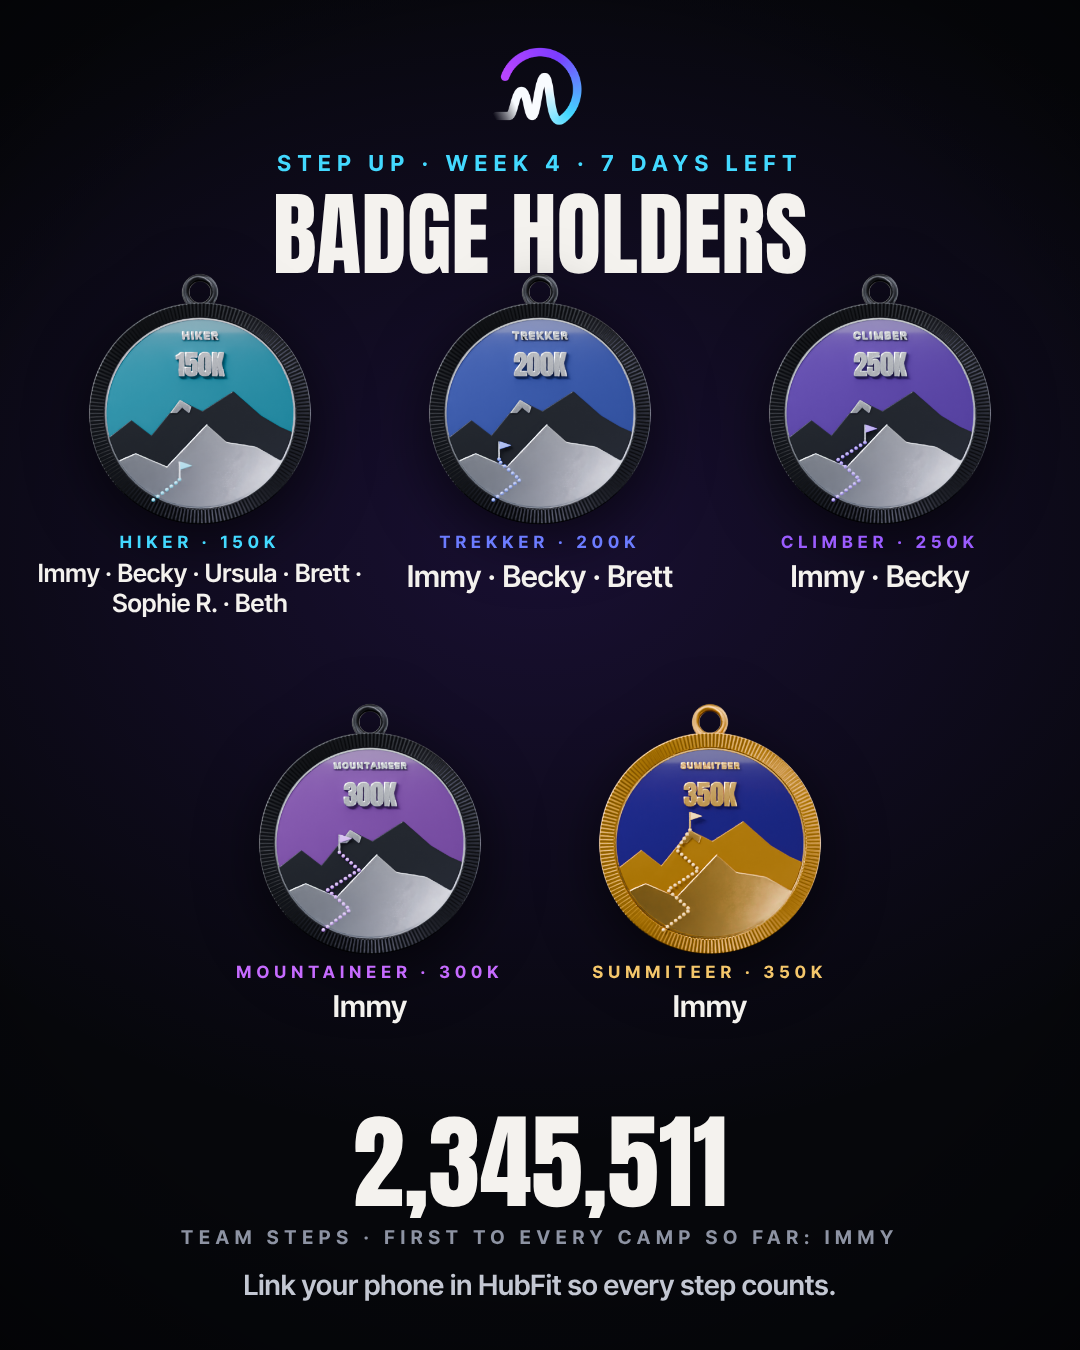 STEP UP · WEEK 4 · 7 DAYS LEFT
BADGE HOLDERS
HIKER
150K
TREKKER
200K
CLIMBER
250K
HIKER · 150K
Immy · Becky · Ursula · Brett ·
Sophie R. · Beth
TREKKER · 200K
Immy · Becky · Brett
CLIMBER · 250K
Immy · Becky
MOUNTAINEER
300K
SUMMITEER
350K
MOUNTAINEER · 300K
Immy
SUMMITEER · 350K
Immy
2,345,511
TEAM STEPS · FIRST TO EVERY CAMP SO FAR: IMMY
Link your phone in HubFit so every step counts.